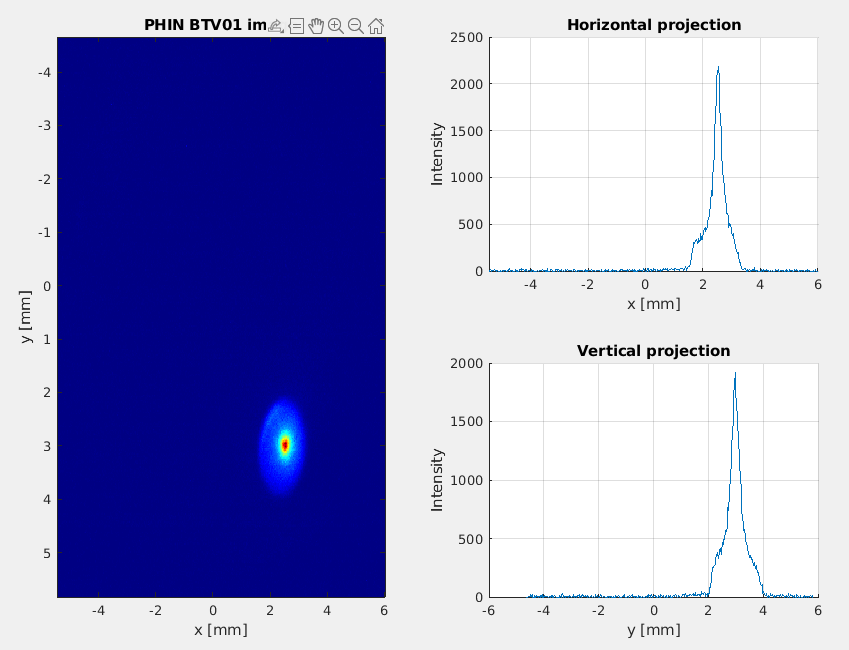 PHIN BTV01 im
-4
-3
-2
-1
0
1
2
3
4
5
y [mm]
-4 -2 0 2 4 6
x [mm]
Horizontal projection
2500
2000
1500
1000
500
0
Intensity
-4 -2 0 2 4 6
x [mm]
Vertical projection
2000
1500
1000
500
0
Intensity
-6 -4 -2 0 2 4 6
y [mm]